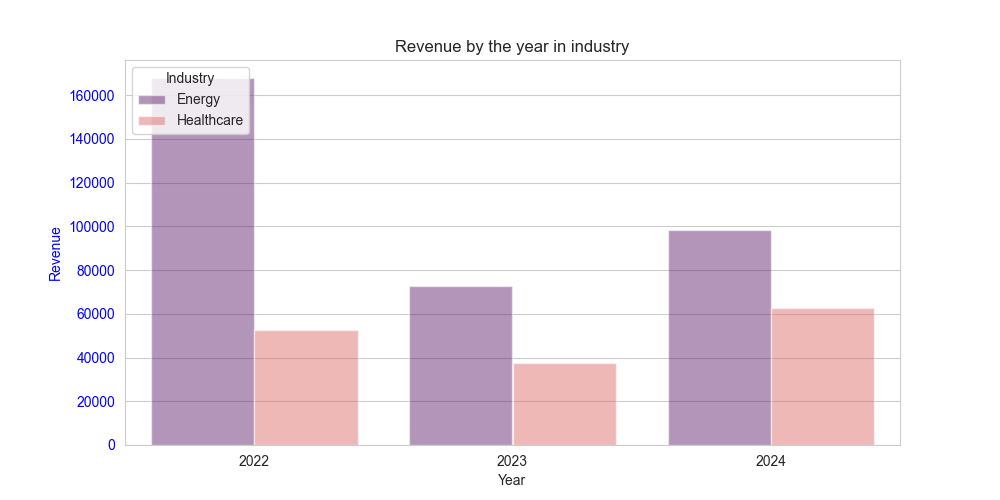 Revenue by the year in industry
Industry
Energy
Healthcare
160000
140000
120000
100000
80000
60000
40000
20000
0
Revenue
2022 2023 2024
Year